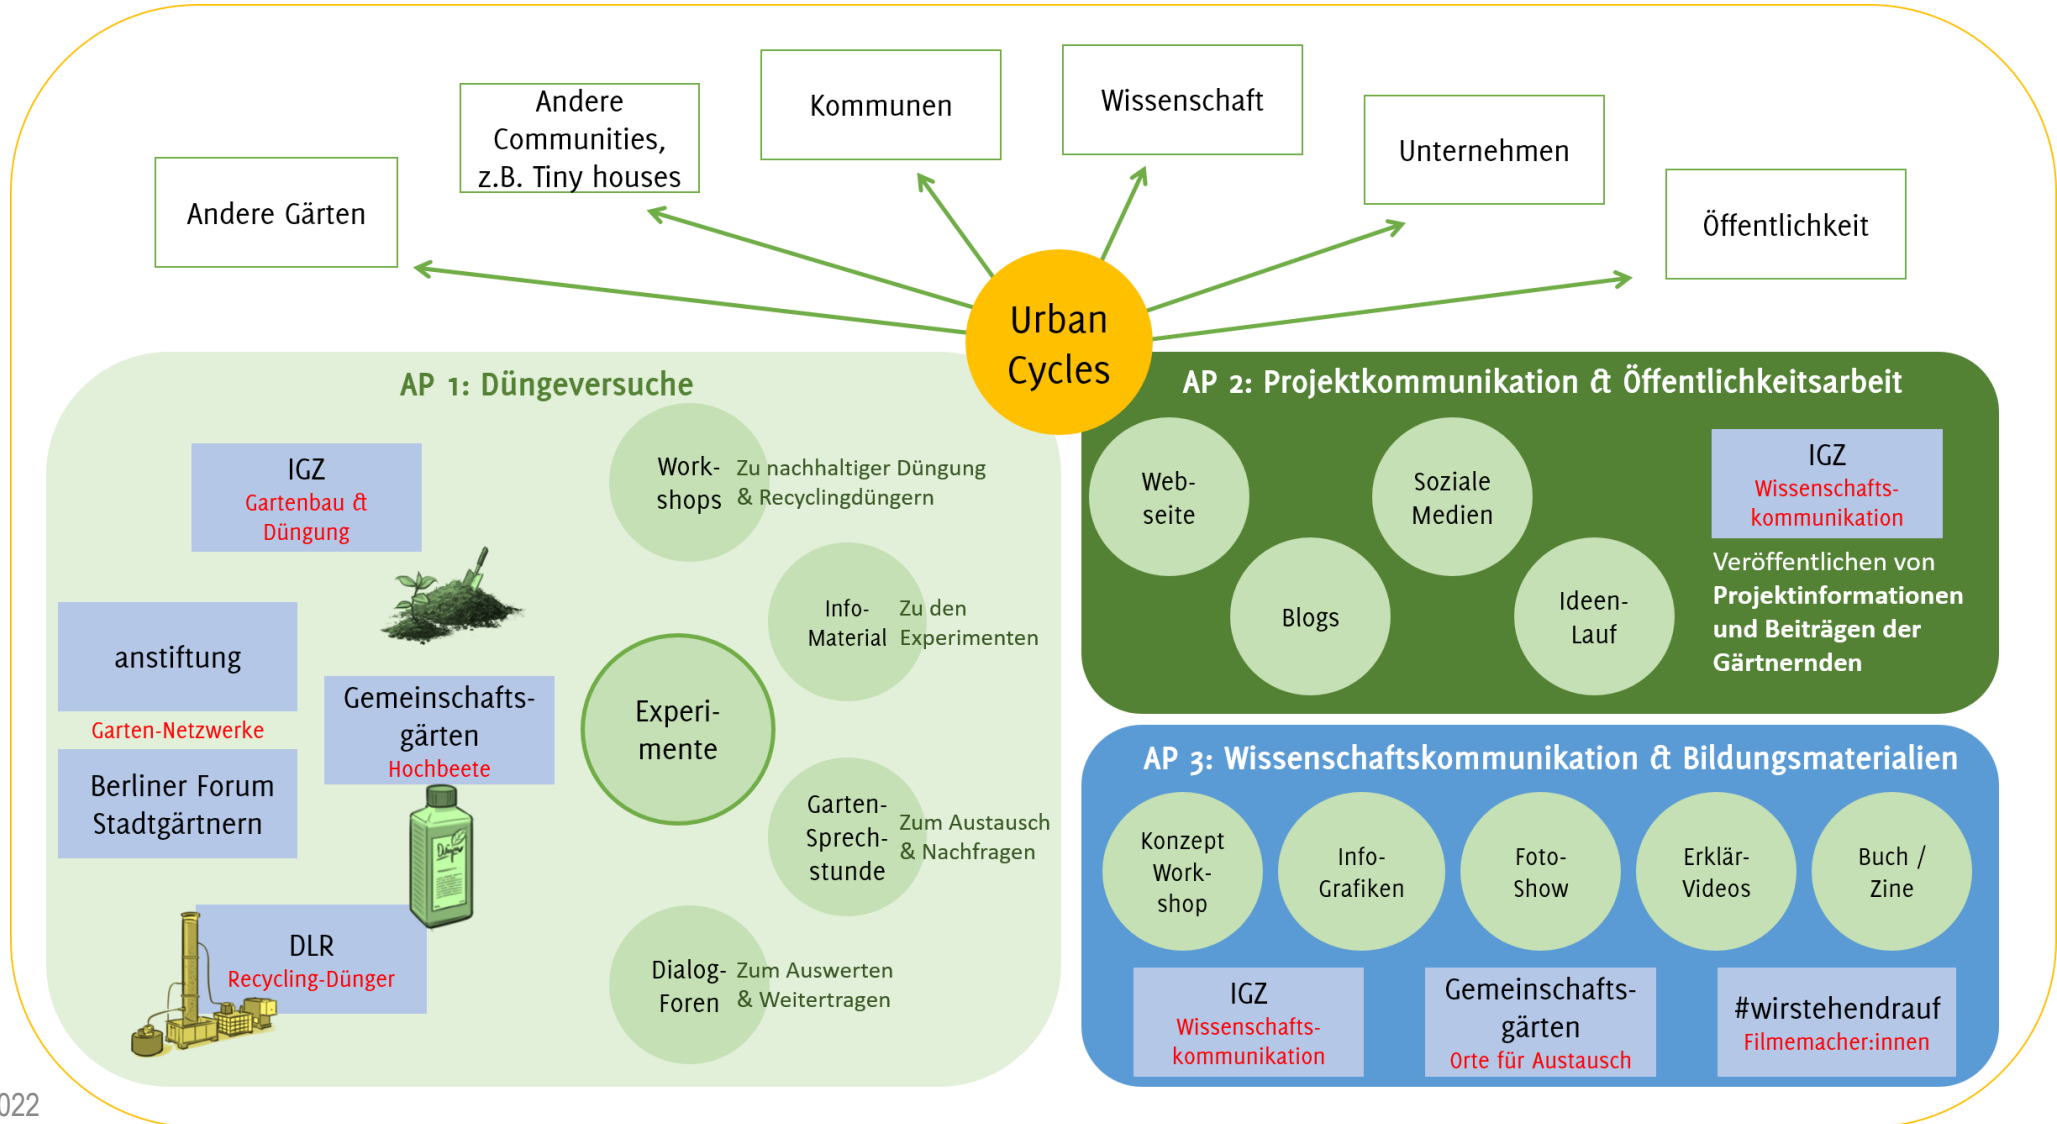 Andere
Communities,
z.B. Tiny houses
Kommunen
Wissenschaft
Unternehmen
Andere Gärten
Öffentlichkeit
Urban
Cycles
AP 1: Düngeversuche
IGZ
Gartenbau &
Düngung
anstiftung
Garten-Netzwerke
Berliner Forum
Stadtgärtnern
Gemeinschafts-
gärten
Hochbeete
Dünger
DLR
Recycling-Dünger
Work-
shops
Zu nachhaltiger Düngung
& Recyclingdüngern
Info-
Material
Zu den
Experimenten
Experi-
mente
Garten-
Sprech-
stunde
Zum Austausch
& Nachfragen
Dialog-
Foren
Zum Auswerten
& Weitertragen
AP 2: Projektkommunikation & Öffentlichkeitsarbeit
Web-
seite
Blogs
Soziale
Medien
Ideen-
Lauf
IGZ
Wissenschafts-
kommunikation
Veröffentlichen von
Projektinformationen
und Beiträgen der
Gärtnernden
AP 3: Wissenschaftskommunikation & Bildungsmaterialien
Konzept
Work-
shop
Info-
Grafiken
Foto-
Show
Erklär-
Videos
Buch /
Zine
IGZ
Wissenschafts-
kommunikation
Gemeinschafts-
gärten
Orte für Austausch
#wirstehendrauf
Filmemacher:innen
022